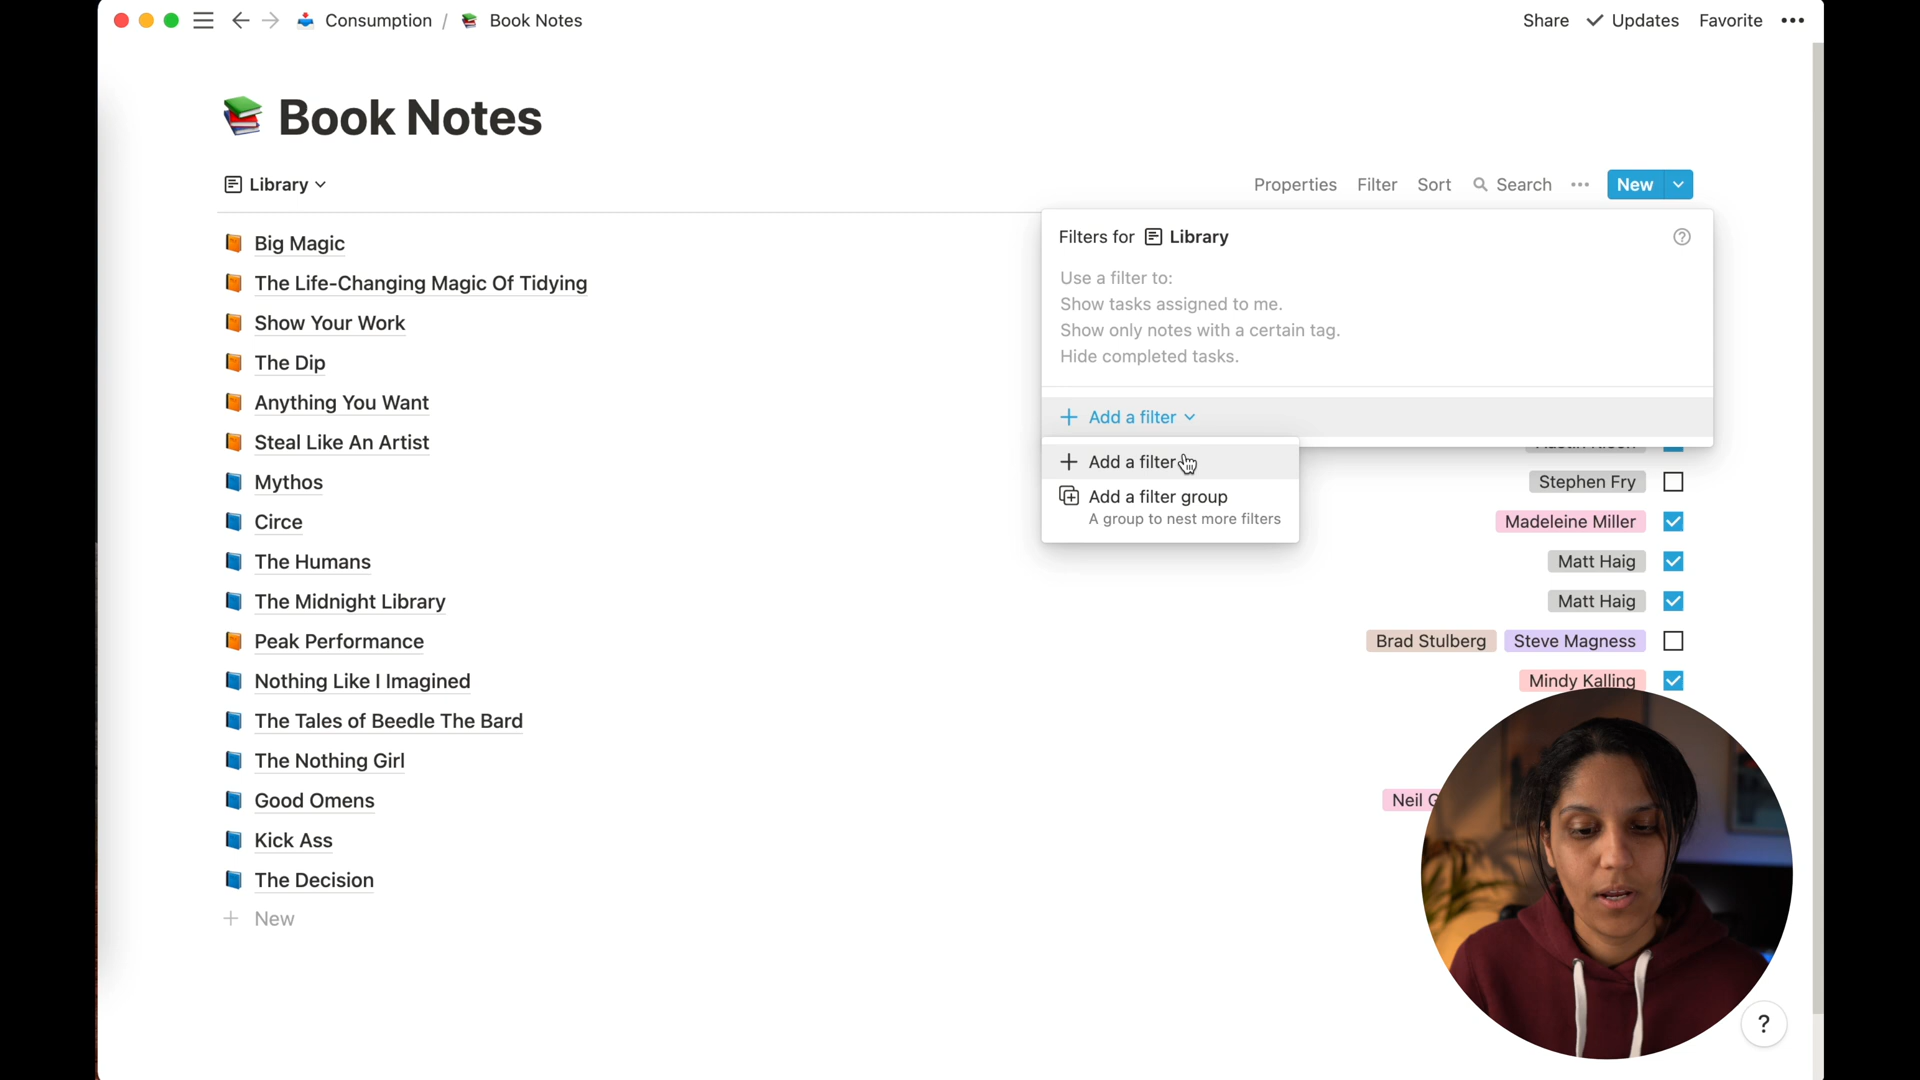 Consumption / Book Notes
Share Updates Favorite
Book Notes
Library
Properties Filter Sort Search New
Filters for Library
Use a filter to:
Show tasks assigned to me.
Show only notes with a certain tag.
Hide completed tasks.
Add a filter
Add a filter
Add a filter group
A group to nest more filters
Big Magic
The Life-Changing Magic Of Tidying
Show Your Work
The Dip
Anything You Want
Steal Like An Artist
Mythos Stephen Fry
Circe Madeleine Miller
The Humans Matt Haig
The Midnight Library Matt Haig
Peak Performance Brad Stulberg Steve Magness
Nothing Like I Imagined Mindy Kalling
The Tales of Beedle The Bard
The Nothing Girl
Good Omens Neil
Kick Ass
The Decision
New
?